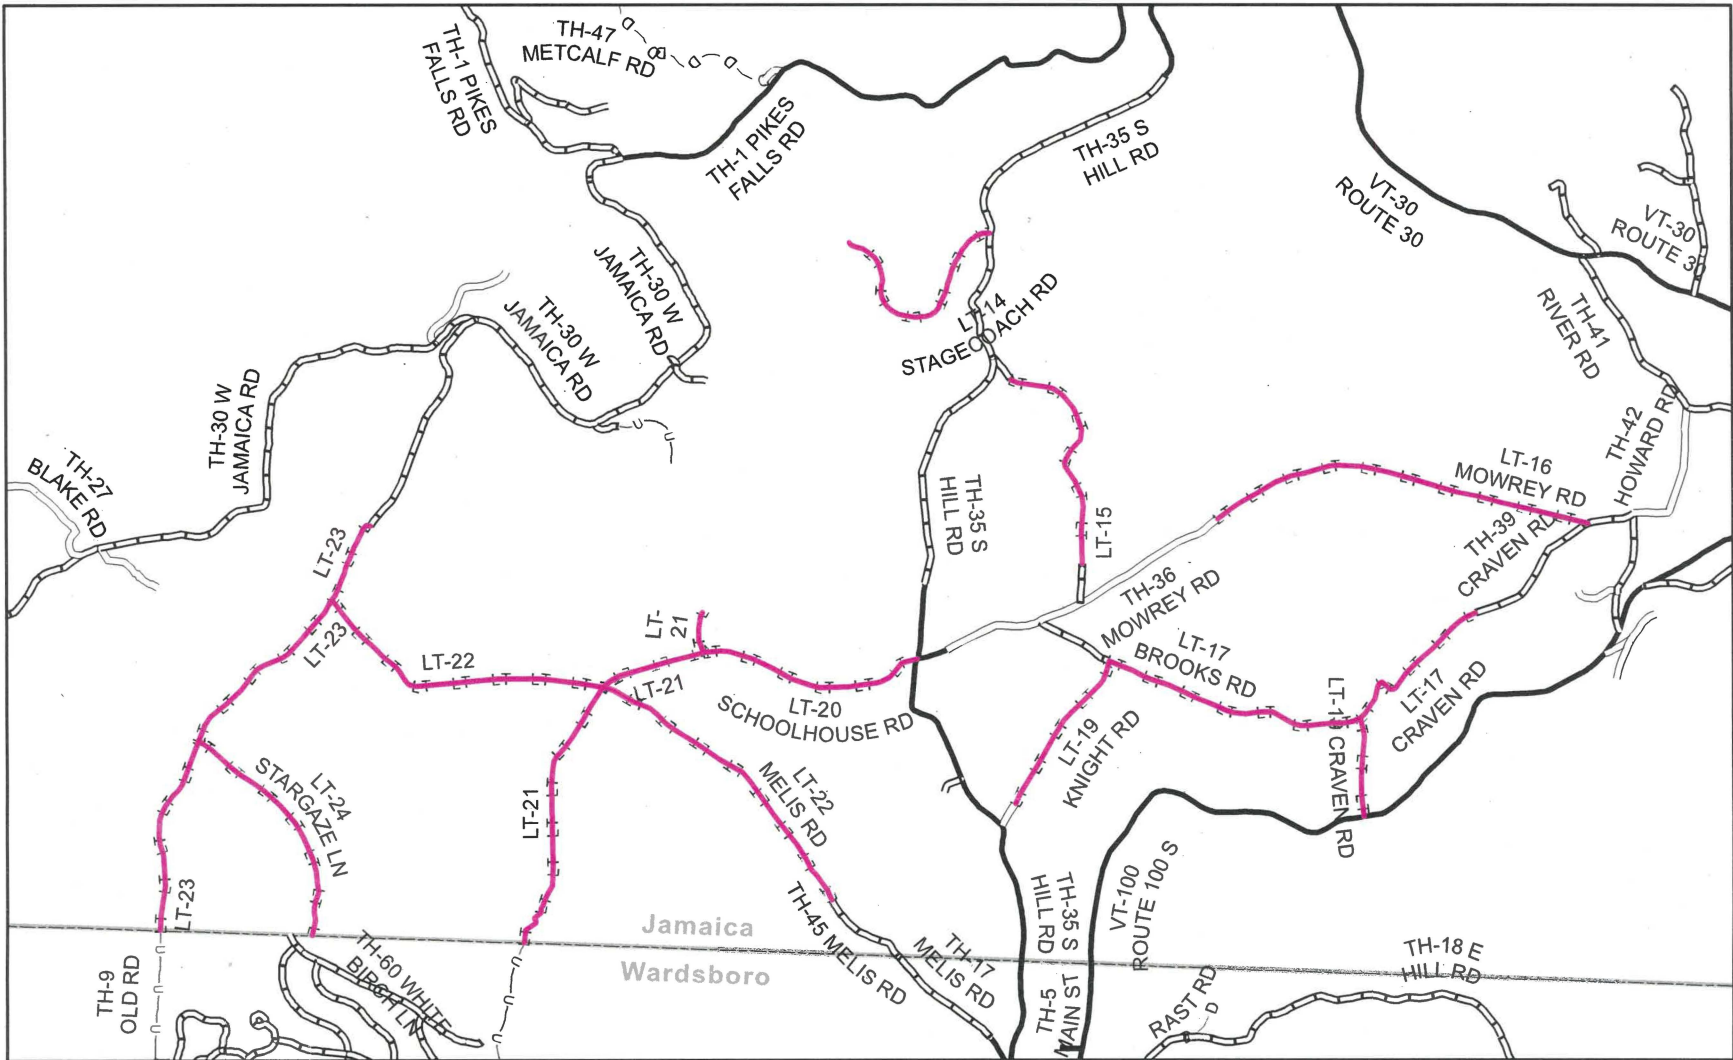 TH-47
METCALF RD
TH-1 PIKES
FALLS RD
TH-1 PIKES
FALLS RD
TH-35 S
HILL RD
VT-30
ROUTE 30
VT-30
ROUTE 3
TH-30 W
JAMAICA RD
TH-30 W
JAMAICA RD
TH-30 W
JAMAICA RD
LT-14
STAGECOACH RD
TH-41
RIVER RD
TH-42
HOWARD RD
TH-27
BLAKE RD
LT-16
MOWREY RD
TH-35 S
HILL RD
TH-39
CRAVEN RD
LT-15
LT-23
LT-23
LT-22
LT-
21
LT-21
TH-36
MOWREY RD
LT-17
BROOKS RD
LT-17
CRAVEN RD
LT-20
SCHOOLHOUSE RD
LT-19
KNIGHT RD
CRAVEN RD
LT-24
STARGAZE LN
LT-21
LT-22
MELIS RD
LT-23
Jamaica
Wardsboro
TH-9
OLD RD
TH-60 WHITE
BIRCH LN
TH-45 MELIS RD
TH-17
MELIS RD
TH-35 S
HILL RD
TH-5
MAIN ST
VT-100
ROUTE 100 S
RAST RD
D
TH-18 E
HILL RD